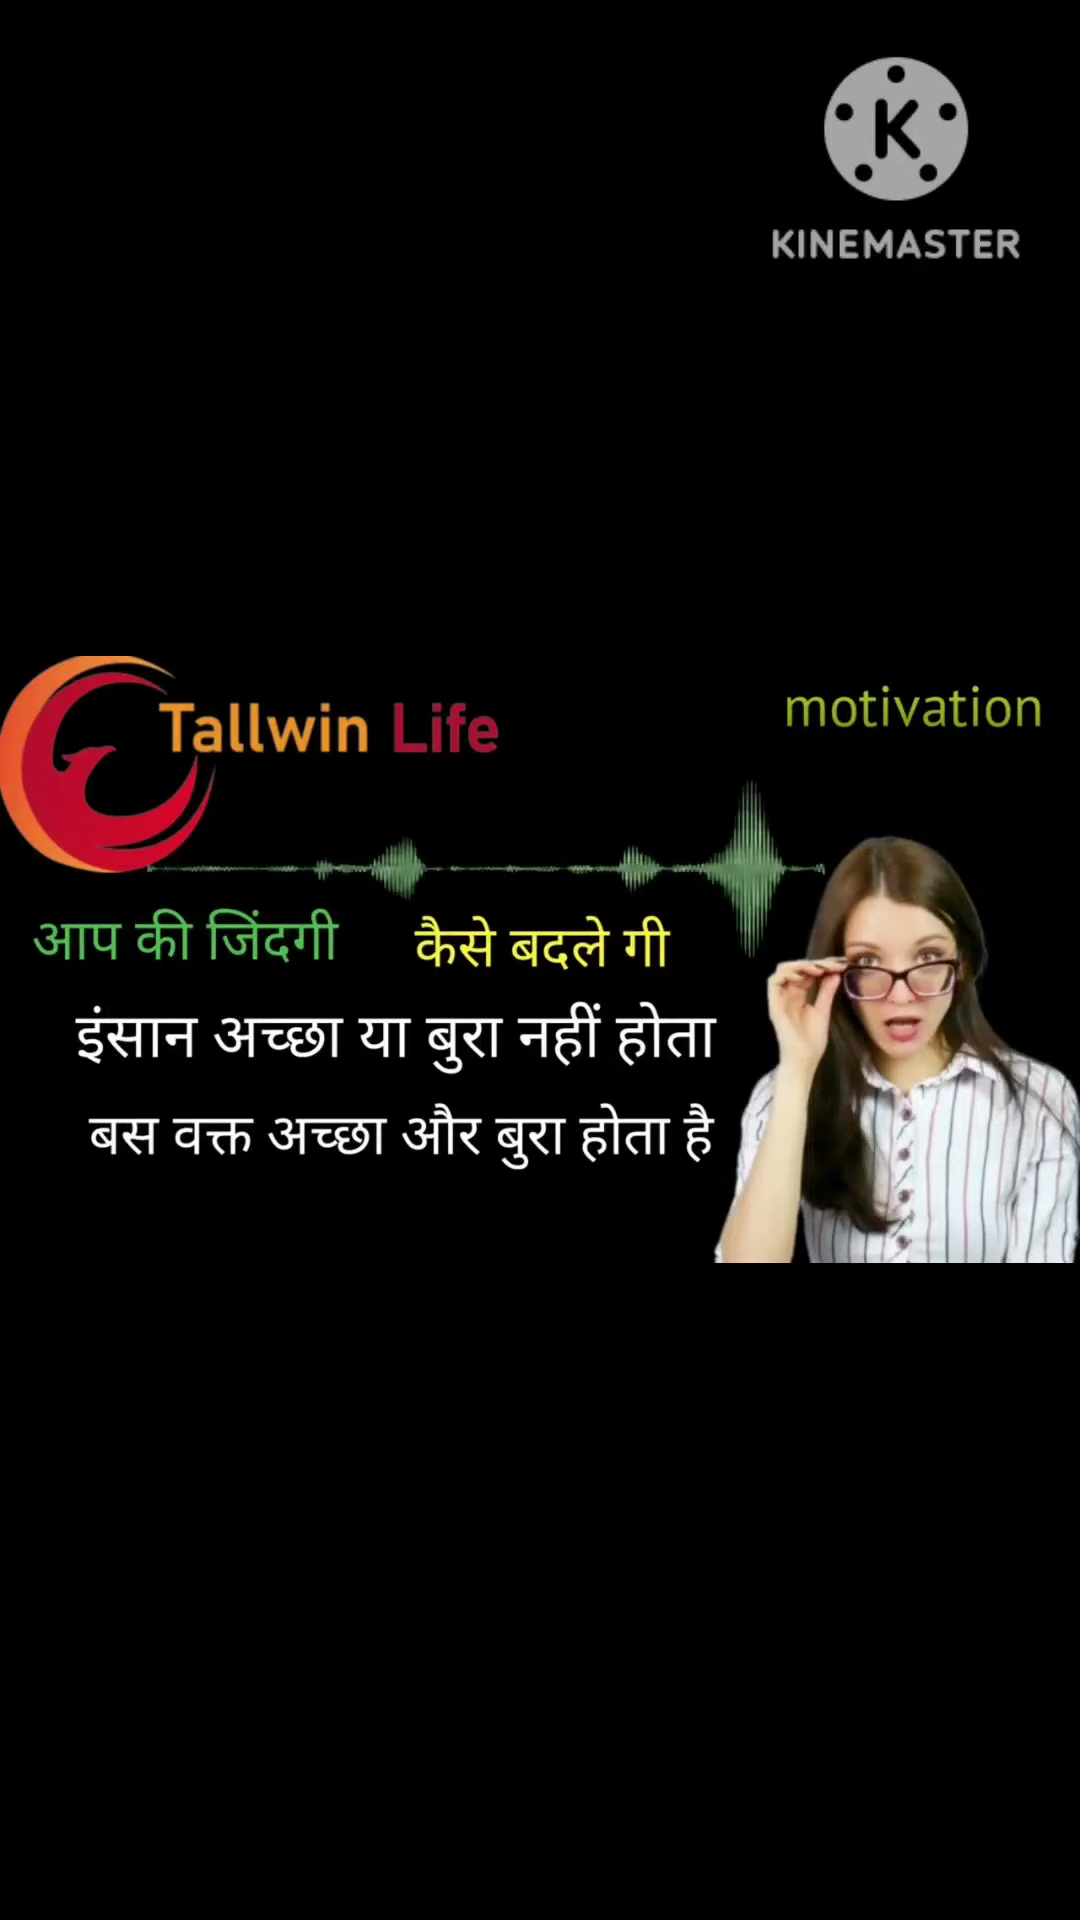 K
KINEMASTER
Tallwin Life
motivation
आप की जिंदगी कैसे बदले गी
इंसान अच्छा या बुरा नहीं होता
बस वक्त अच्छा और बुरा होता है